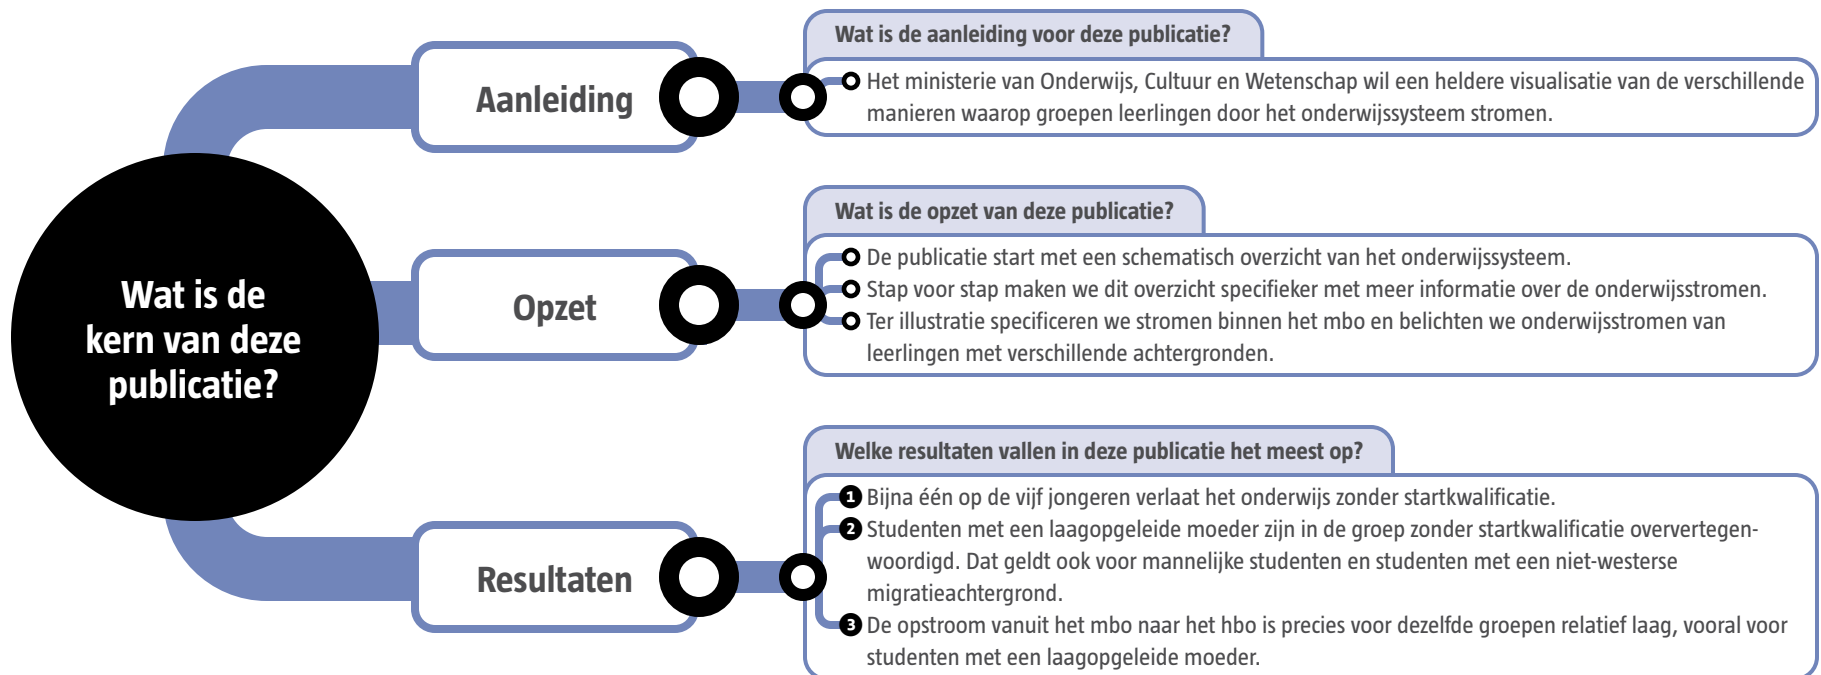 Wat is de
kern van deze
publicatie?
Aanleiding
Wat is de aanleiding voor deze publicatie?
Het ministerie van Onderwijs, Cultuur en Wetenschap wil een heldere visualisatie van de verschillende
manieren waarop groepen leerlingen door het onderwijssysteem stromen.
Opzet
Wat is de opzet van deze publicatie?
De publicatie start met een schematisch overzicht van het onderwijssysteem.
Stap voor stap maken we dit overzicht specifieker met meer informatie over de onderwijsstromen.
Ter illustratie specificeren we stromen binnen het mbo en belichten we onderwijsstromen van
leerlingen met verschillende achtergronden.
Resultaten
Welke resultaten vallen in deze publicatie het meest op?
1 Bijna één op de vijf jongeren verlaat het onderwijs zonder startkwalificatie.
2 Studenten met een laagopgeleide moeder zijn in de groep zonder startkwalificatie oververtegen-
woordigd. Dat geldt ook voor mannelijke studenten en studenten met een niet-westerse
migratieachtergrond.
3 De opstroom vanuit het mbo naar het hbo is precies voor dezelfde groepen relatief laag, vooral voor
studenten met een laagopgeleide moeder.